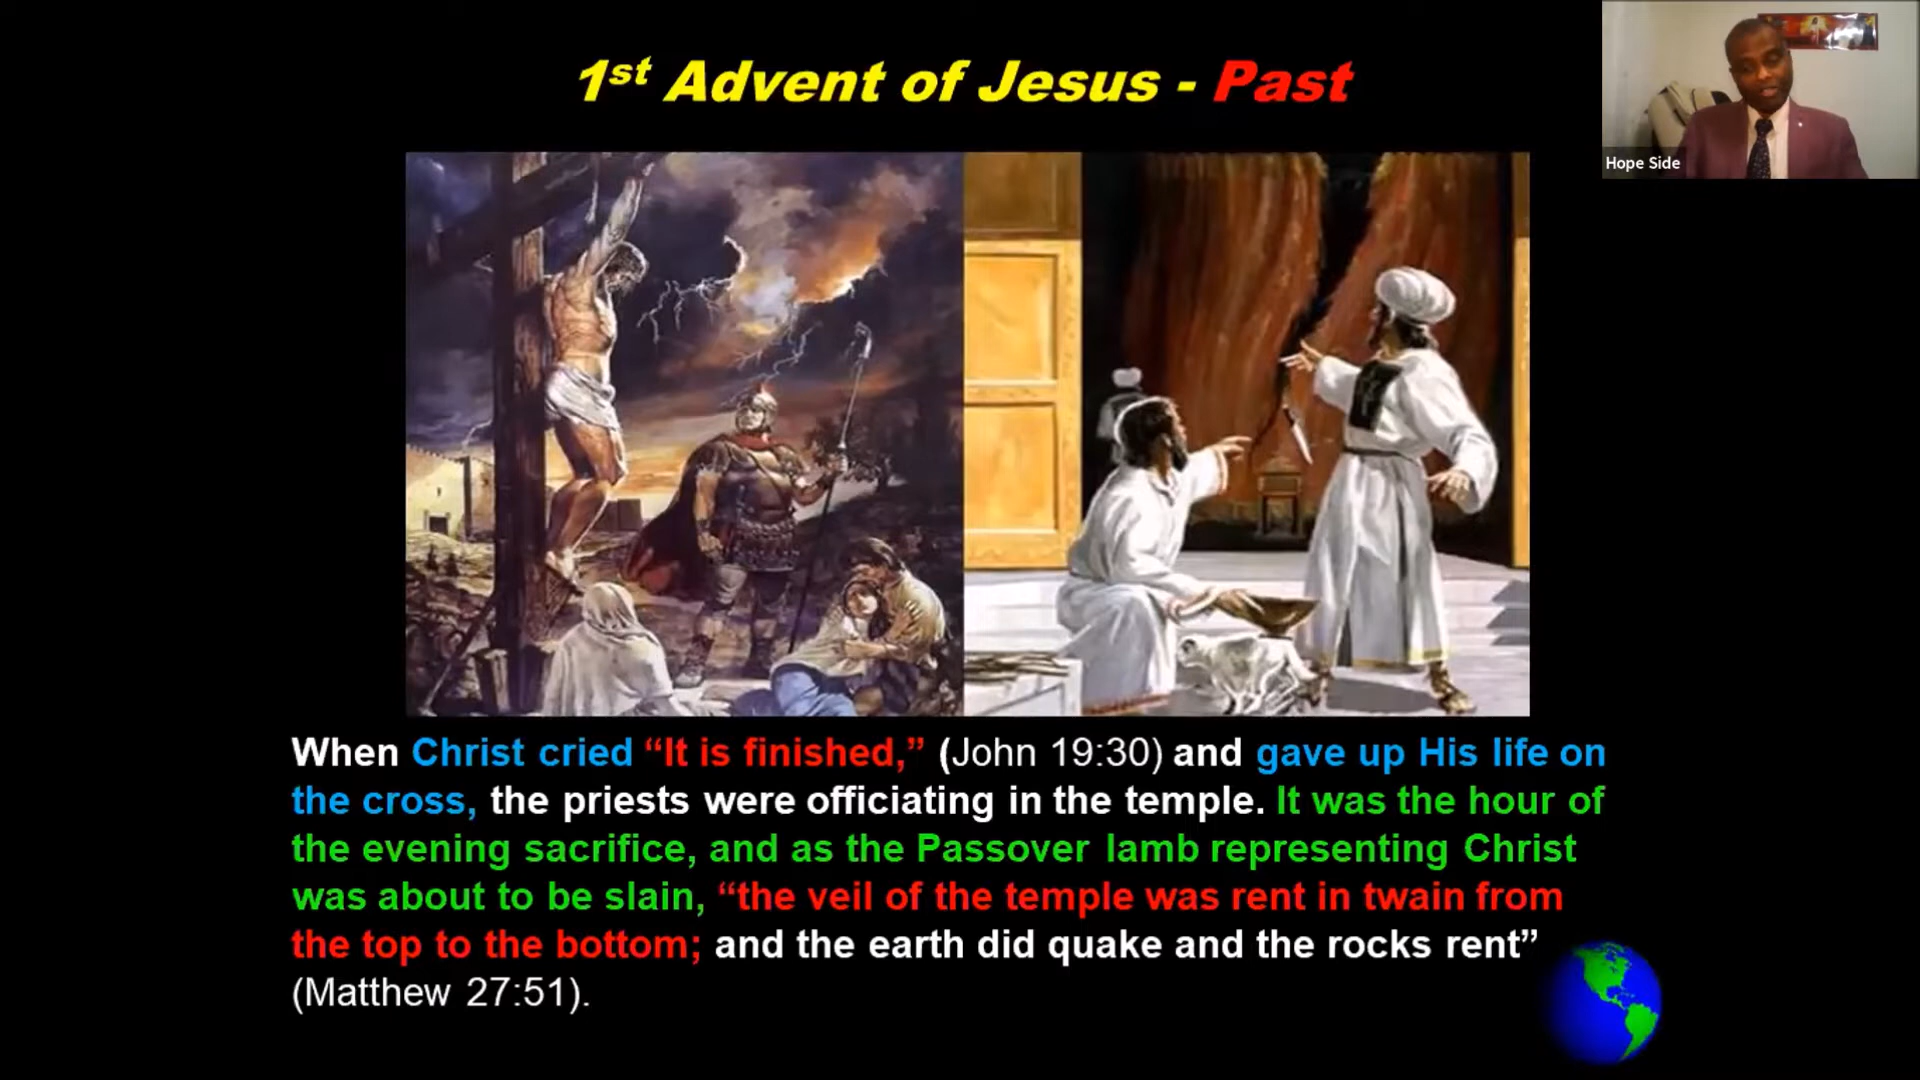 1st Advent of Jesus - Past
Hope Side
When Christ cried “It is finished,” (John 19:30) and gave up His life on
the cross, the priests were officiating in the temple. It was the hour of
the evening sacrifice, and as the Passover lamb representing Christ
was about to be slain, “the veil of the temple was rent in twain from
the top to the bottom; and the earth did quake and the rocks rent”
(Matthew 27:51).